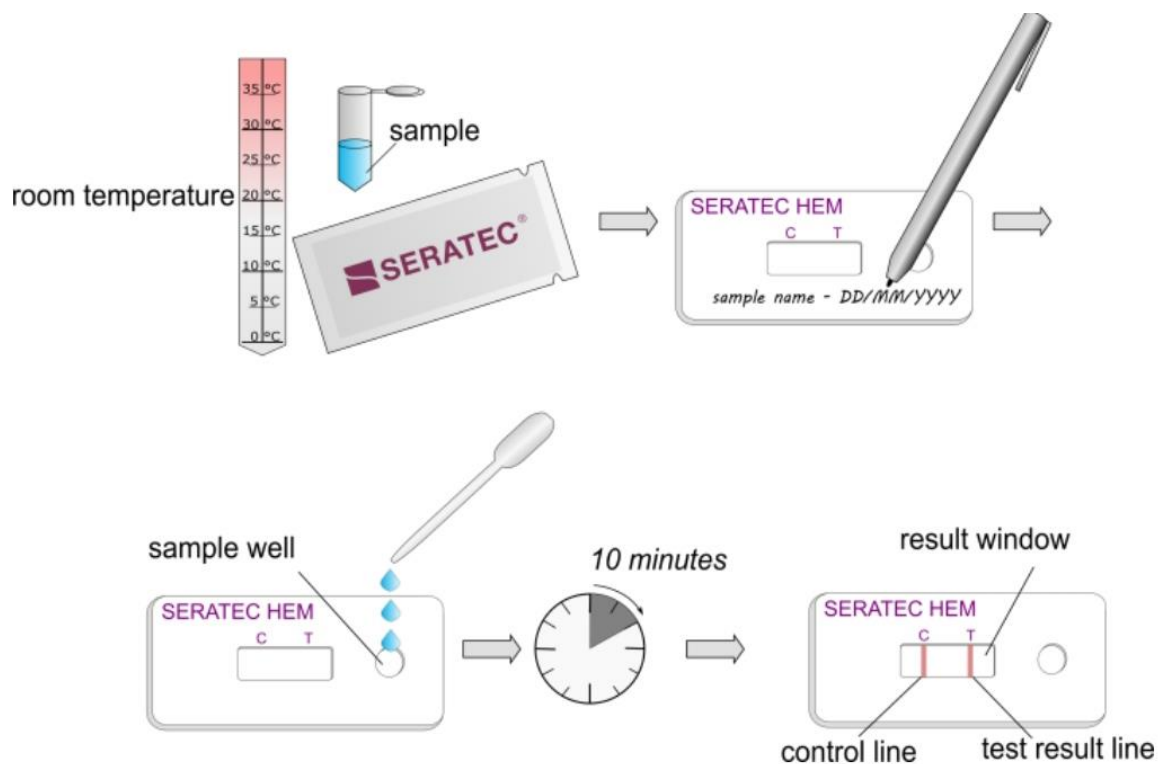 35 °C
30 °C
25 °C
20 °C
15 °C
10 °C
5 °C
0 °C
room temperature
sample
SERATEC®
SERATEC HEM
C T
sample name - DD/MM/YYYY
sample well
SERATEC HEM
C T
10 minutes
result window
SERATEC HEM
C T
control line
test result line